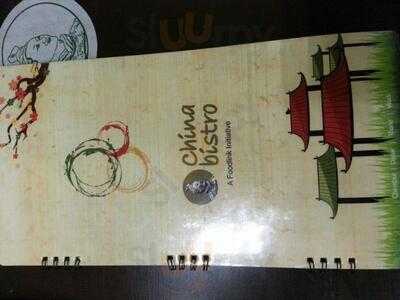 china
bistro
A Foodlink Initiative